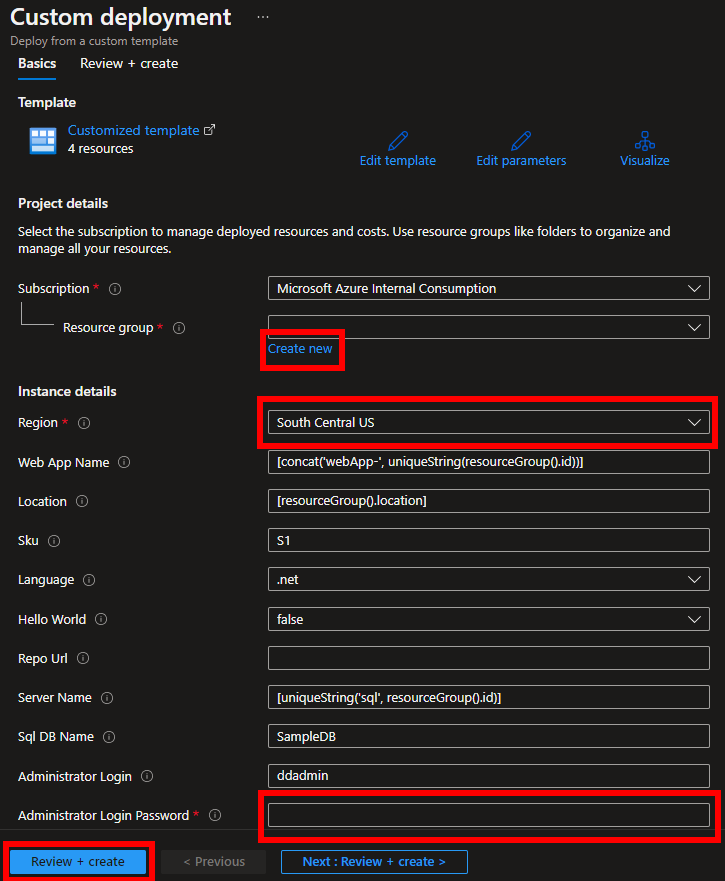 Custom deployment ...
Deploy from a custom template
Basics Review + create
Template
Customized template
4 resources
Edit template Edit parameters Visualize
Project details
Select the subscription to manage deployed resources and costs. Use resource groups like folders to organize and
manage all your resources.
Subscription * Microsoft Azure Internal Consumption
Resource group *
Create new
Instance details
Region * South Central US
Web App Name [concat('webApp-', uniqueString(resourceGroup().id))]
Location [resourceGroup().location]
Sku S1
Language .net
Hello World false
Repo Url
Server Name [uniqueString('sql', resourceGroup().id)]
Sql DB Name SampleDB
Administrator Login ddadmin
Administrator Login Password *
Review + create < Previous Next : Review + create >